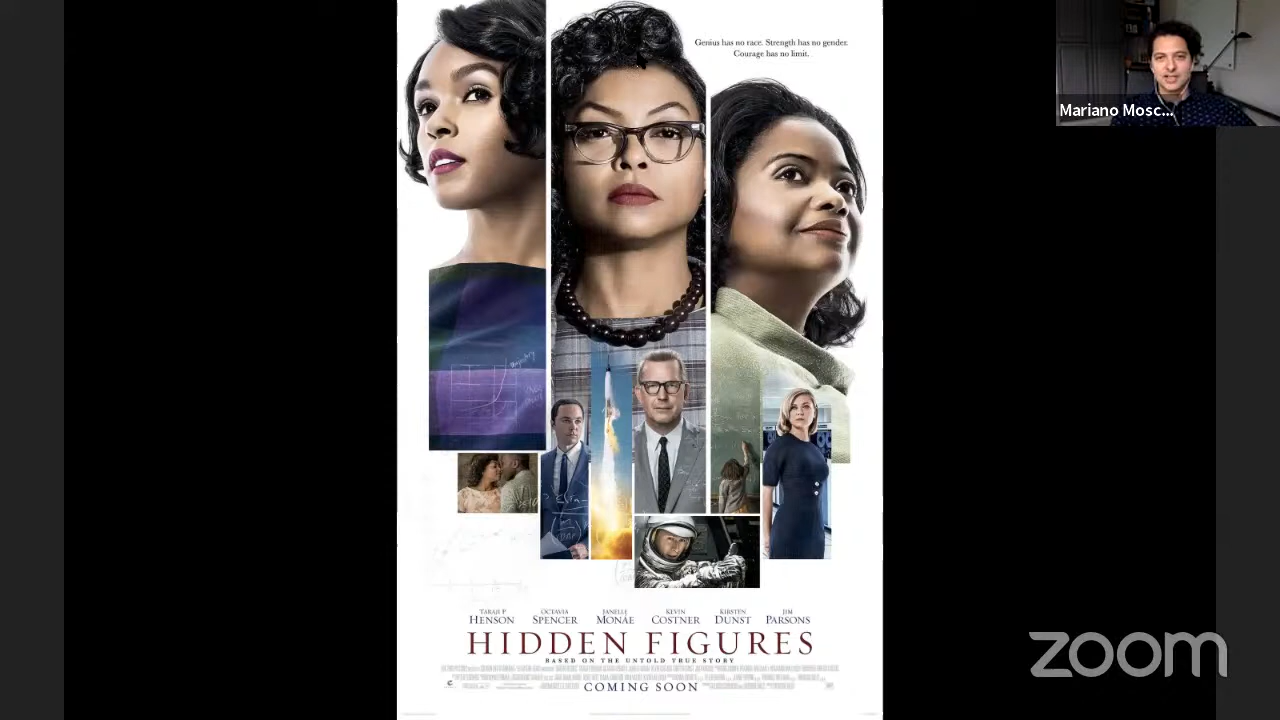 Genius has no race. Strength has no gender.
Courage has no limit.
Mariano Mosc...
TARAJI P HENSON
OCTAVIA SPENCER
JANELLE MONÁE
KEVIN COSTNER
KIRSTEN DUNST
JIM PARSONS
HIDDEN FIGURES
BASED ON THE UNTOLD TRUE STORY
COMING SOON
zoom